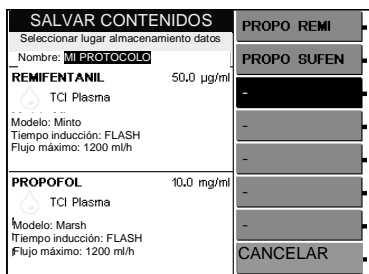 SALVAR CONTENIDOS
Seleccionar lugar almacenamiento datos
Nombre: MI PROTOCOLO
REMIFENTANIL 50.0 µg/ml
TCI Plasma
Modelo: Minto
Tiempo inducción: FLASH
Flujo máximo: 1200 ml/h
PROPOFOL 10.0 mg/ml
TCI Plasma
Modelo: Marsh
Tiempo inducción: FLASH
Flujo máximo: 1200 ml/h
PROPO REMI
PROPO SUFEN
-
-
-
-
-
CANCELAR